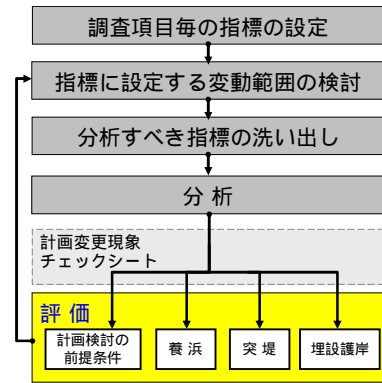 調査項目毎の指標の設定
指標に設定する変動範囲の検討
分析すべき指標の洗い出し
分 析
計画変更現象
チェックシート
評 価
計画検討の
前提条件
養 浜
突 堤
埋設護岸